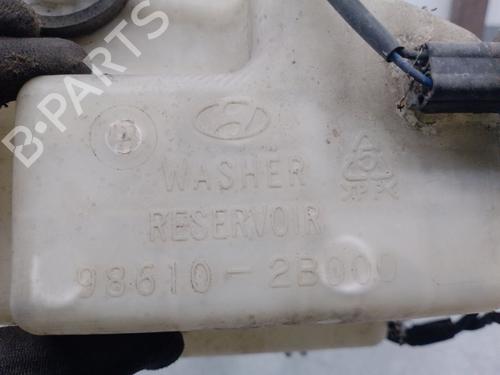 B-PARTS
WASHER
RESERVOIR
98610-2B000